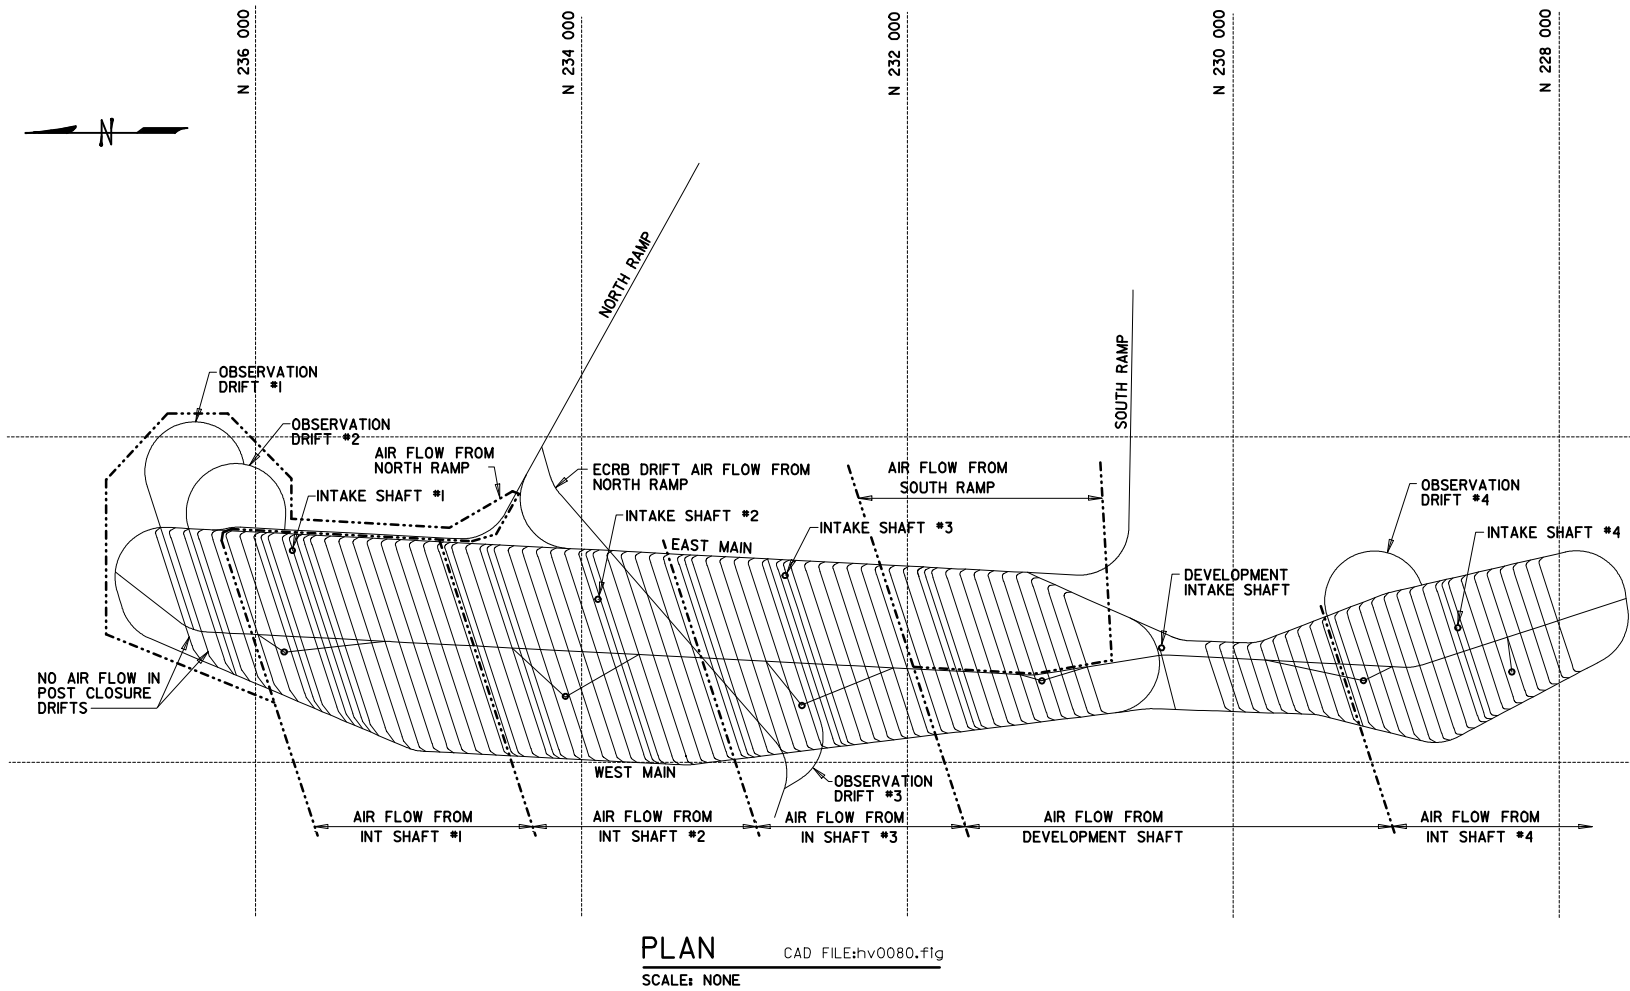 N 236 000
N 234 000
N 232 000
N 230 000
N 228 000
N
NORTH RAMP
SOUTH RAMP
OBSERVATION
DRIFT #1
OBSERVATION
DRIFT #2
AIR FLOW FROM
NORTH RAMP
INTAKE SHAFT #1
ECRB DRIFT AIR FLOW FROM
NORTH RAMP
INTAKE SHAFT #2
EAST MAIN
INTAKE SHAFT #3
AIR FLOW FROM
SOUTH RAMP
OBSERVATION
DRIFT #4
INTAKE SHAFT #4
DEVELOPMENT
INTAKE SHAFT
NO AIR FLOW IN
POST CLOSURE
DRIFTS
WEST MAIN
OBSERVATION
DRIFT #3
AIR FLOW FROM
INT SHAFT #1
AIR FLOW FROM
INT SHAFT #2
AIR FLOW FROM
IN SHAFT #3
AIR FLOW FROM
DEVELOPMENT SHAFT
AIR FLOW FROM
INT SHAFT #4
PLAN
CAD FILE:hv0080.fig
SCALE: NONE